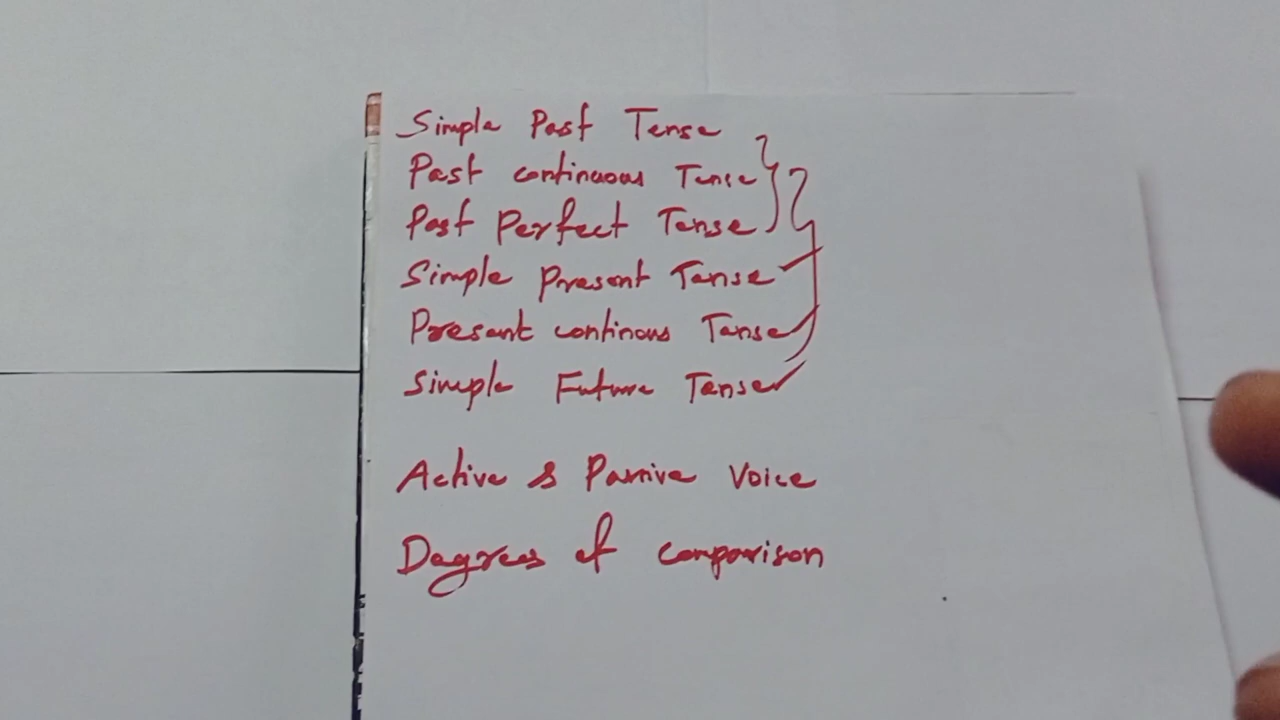 Simple Past Tense
Past continuous Tense
Past Perfect Tense
Simple Present Tense
Present continous Tense
Simple Future Tense
Active & Passive Voice
Degrees of comparison